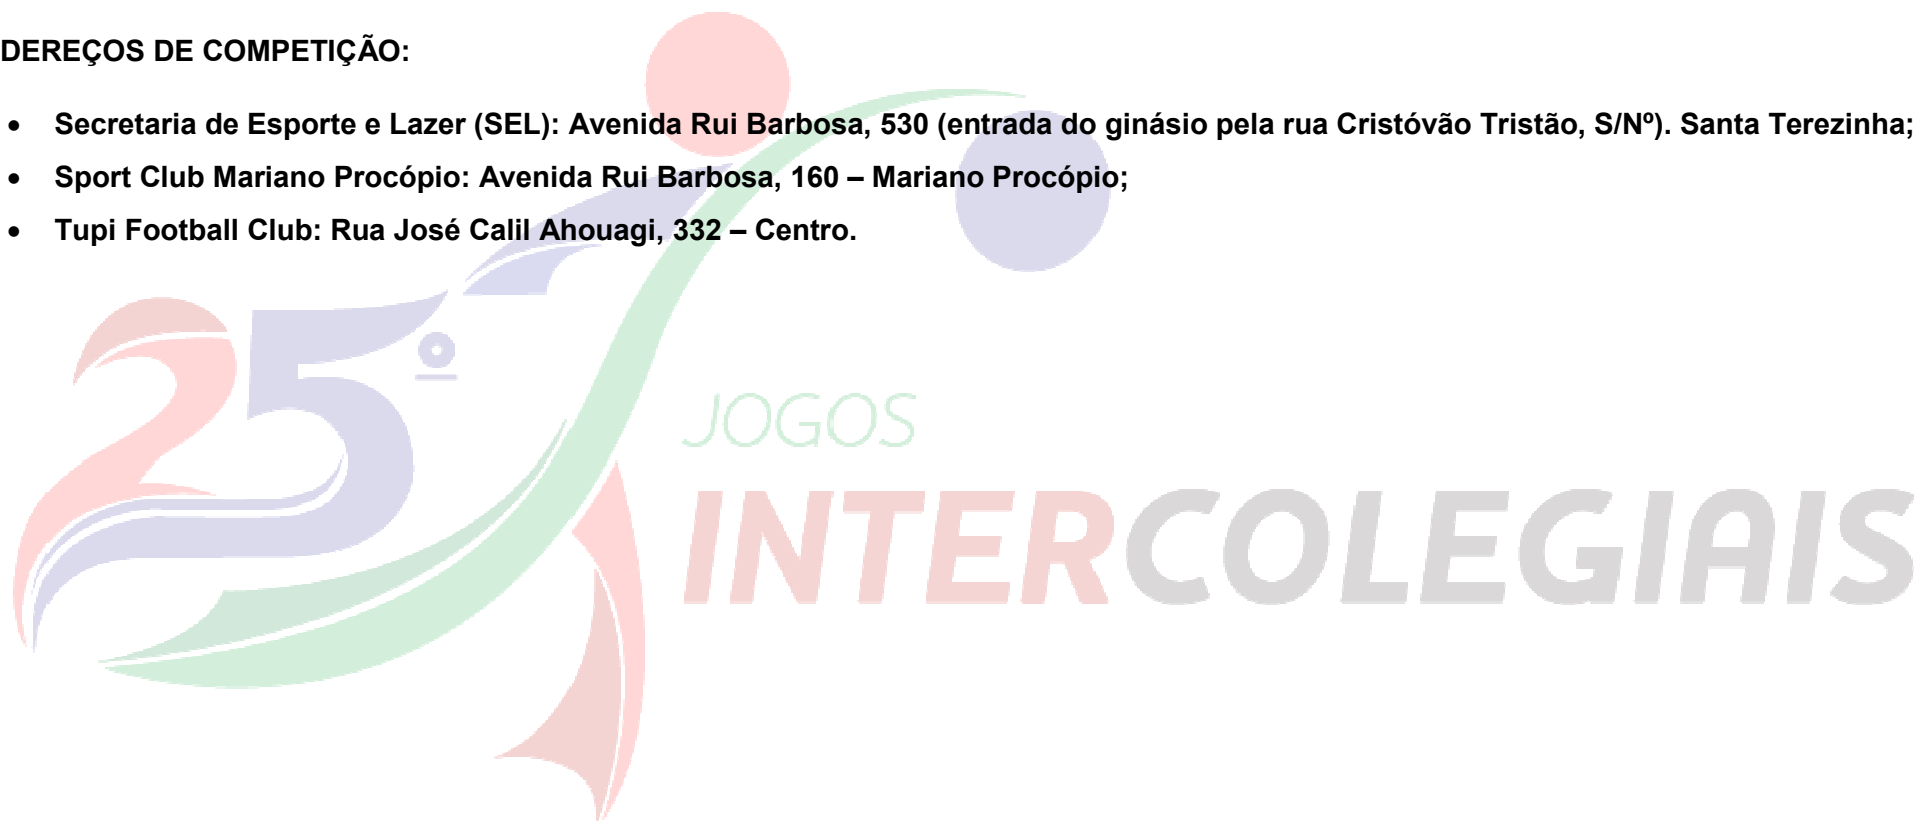 DEREÇOS DE COMPETIÇÃO:
• Secretaria de Esporte e Lazer (SEL): Avenida Rui Barbosa, 530 (entrada do ginásio pela rua Cristóvão Tristão, S/Nº). Santa Terezinha;
• Sport Club Mariano Procópio: Avenida Rui Barbosa, 160 – Mariano Procópio;
• Tupi Football Club: Rua José Calil Ahouagi, 332 – Centro.
25º
JOGOS
INTERCOLEGIAIS